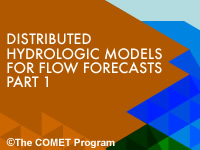 DISTRIBUTED
HYDROLOGIC MODELS
FOR FLOW FORECASTS
PART 1
©The COMET Program